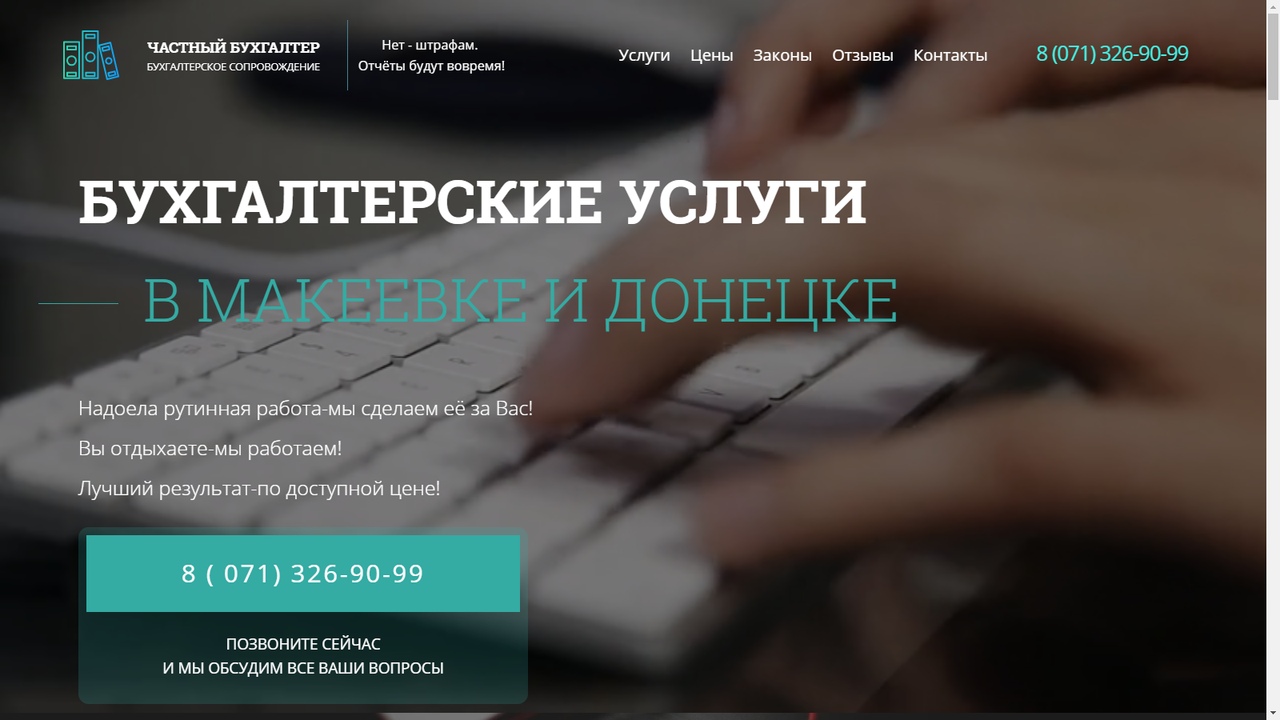 ЧАСТНЫЙ БУХГАЛТЕР
БУХГАЛТЕРСКОЕ СОПРОВОЖДЕНИЕ
Нет - штрафам.
Отчёты будут вовремя!
Услуги Цены Законы Отзывы Контакты
8 (071) 326-90-99
БУХГАЛТЕРСКИЕ УСЛУГИ
В МАКЕЕВКЕ И ДОНЕЦКЕ
Надоела рутинная работа-мы сделаем её за Вас!
Вы отдыхаете-мы работаем!
Лучший результат-по доступной цене!
8 ( 071) 326-90-99
ПОЗВОНИТЕ СЕЙЧАС
И МЫ ОБСУДИМ ВСЕ ВАШИ ВОПРОСЫ